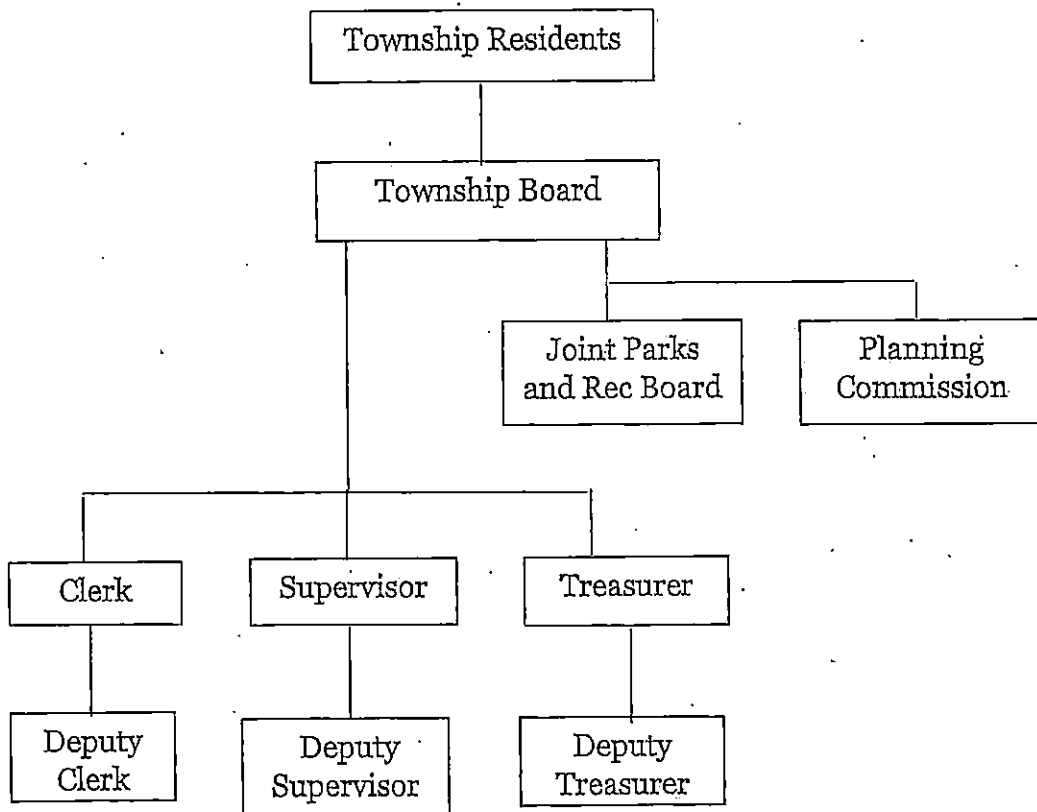 Township Residents
Township Board
Joint Parks
and Rec Board
Planning
Commission
Clerk
Supervisor
Treasurer
Deputy
Clerk
Deputy
Supervisor
Deputy
Treasurer